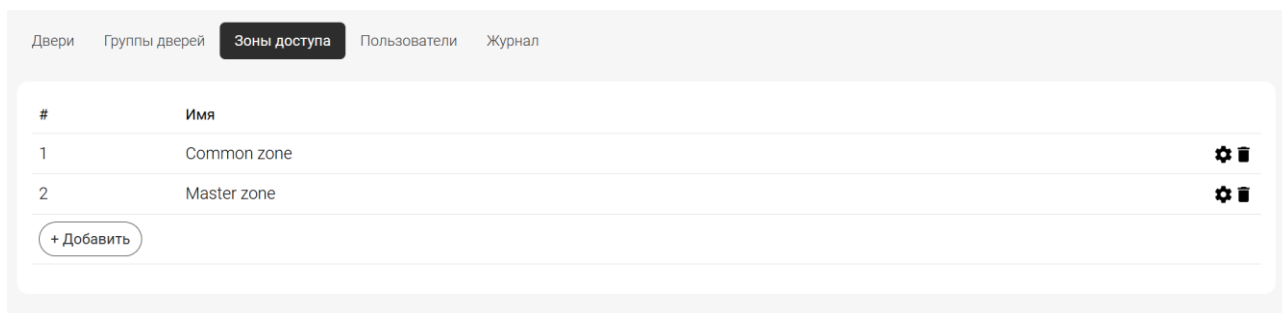 Двери Группы дверей Зоны доступа Пользователи Журнал
# Имя
1 Common zone
2 Master zone
+ Добавить